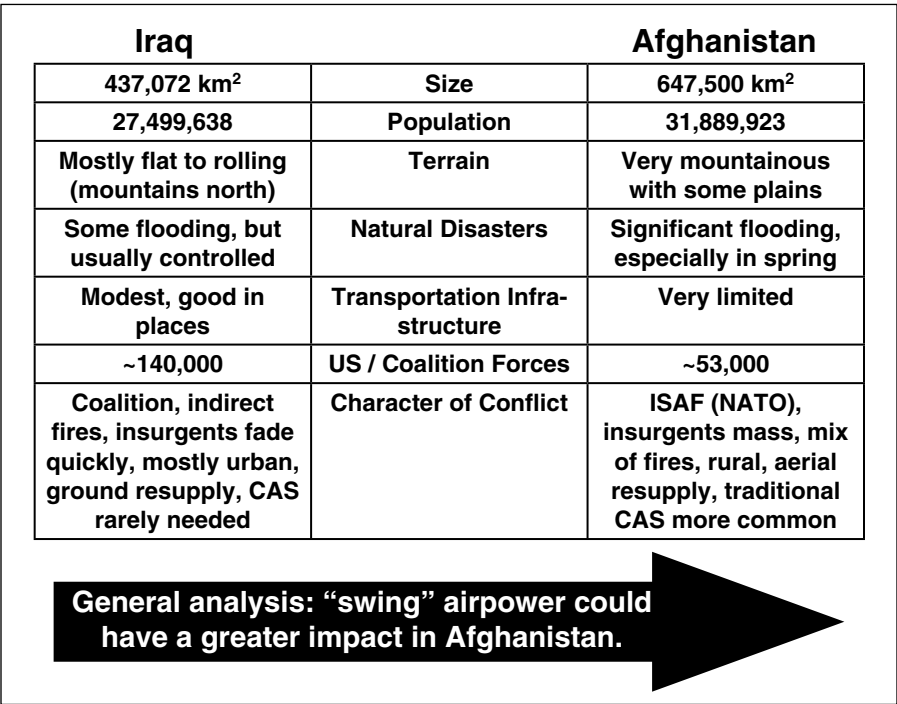 Iraq Afghanistan
437,072 km² Size 647,500 km²
27,499,638 Population 31,889,923
Mostly flat to rolling Terrain Very mountainous
(mountains north) with some plains
Some flooding, but Natural Disasters Significant flooding,
usually controlled especially in spring
Modest, good in Transportation Infra- Very limited
places structure
~140,000 US / Coalition Forces ~53,000
Coalition, indirect Character of Conflict ISAF (NATO),
fires, insurgents fade insurgents mass, mix
quickly, mostly urban, of fires, rural, aerial
ground resupply, CAS resupply, traditional
rarely needed CAS more common
General analysis: “swing” airpower could
have a greater impact in Afghanistan.